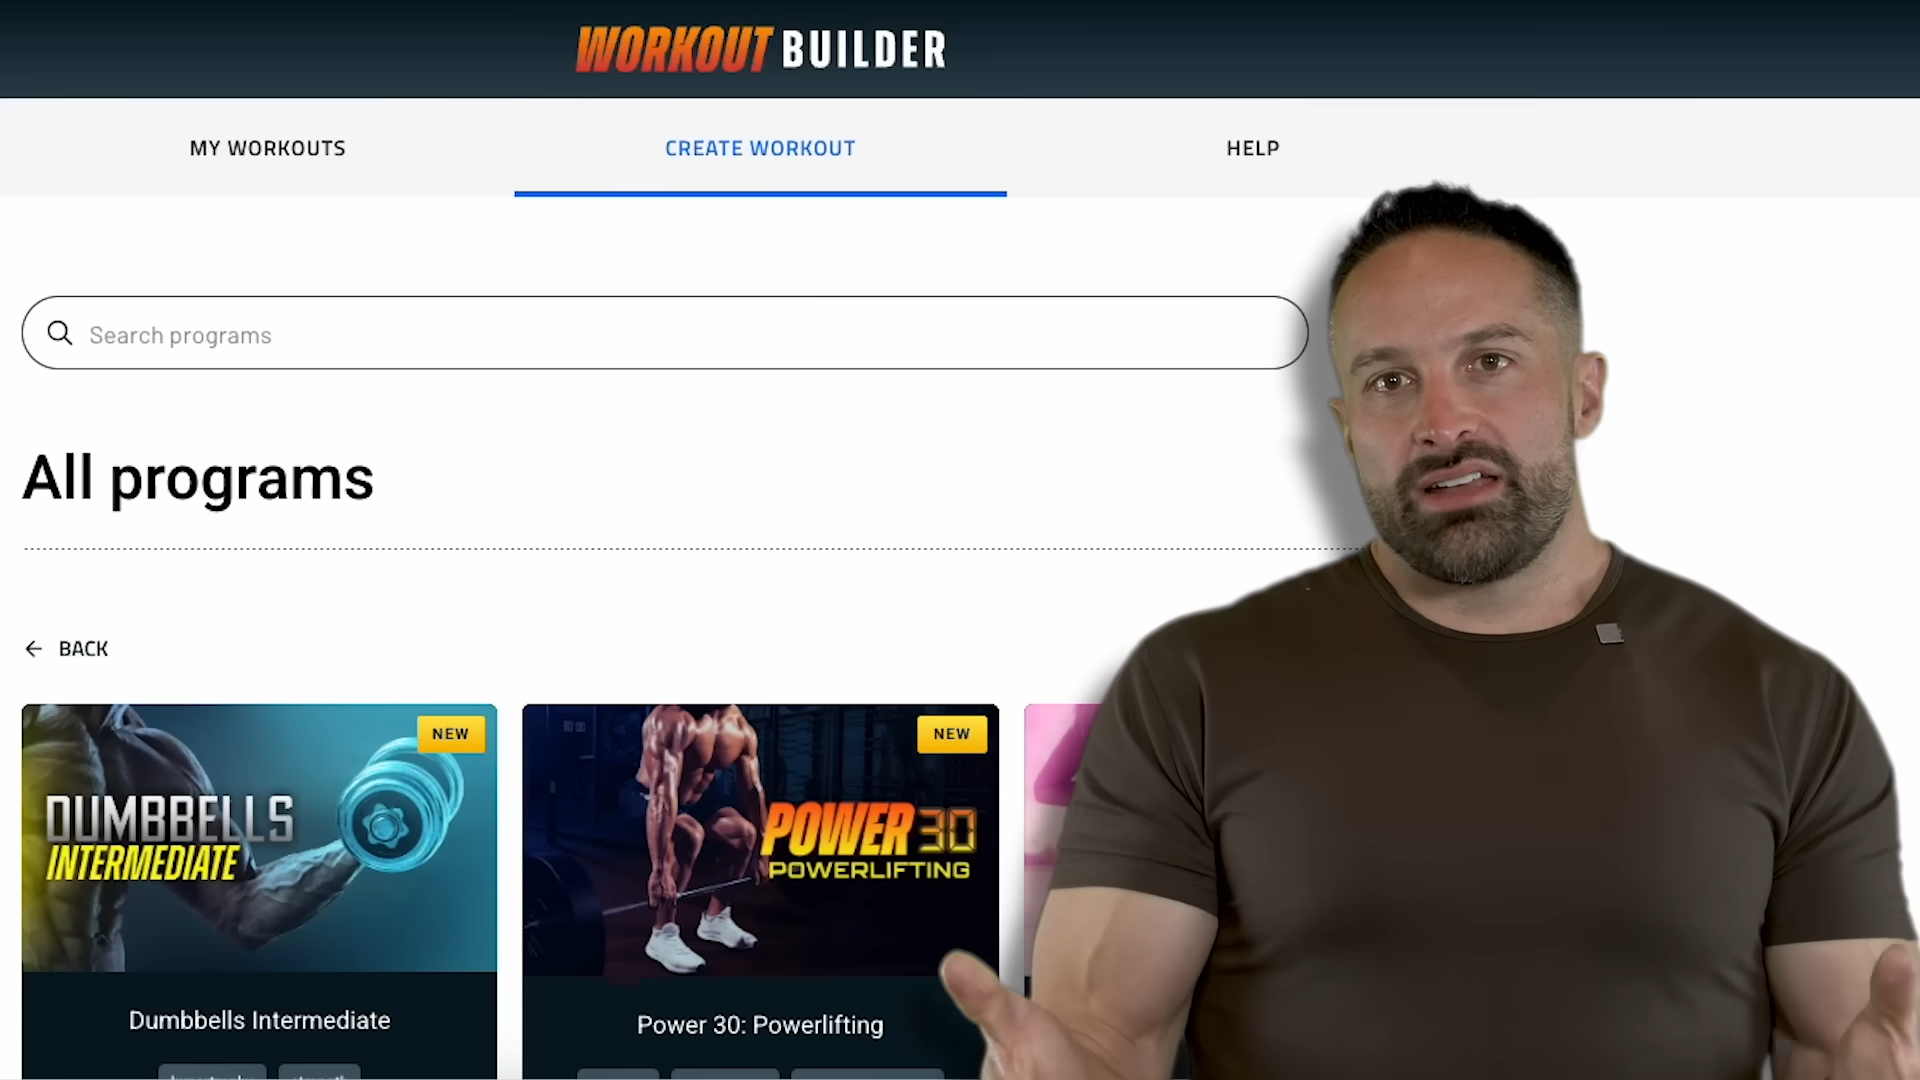 WORKOUT BUILDER
MY WORKOUTS
CREATE WORKOUT
HELP
Search programs
All programs
BACK
NEW
DUMBBELLS
INTERMEDIATE
Dumbbells Intermediate
NEW
POWER 30
POWERLIFTING
Power 30: Powerlifting